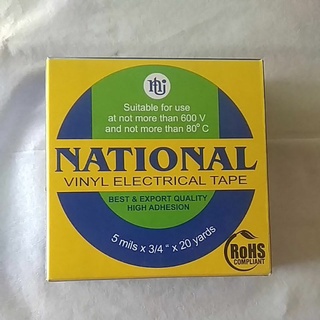 Suitable for use
at not more than 600 V
and not more than 80° C
NATIONAL
VINYL ELECTRICAL TAPE
BEST & EXPORT QUALITY
HIGH ADHESION
5 mils x 3/4 " x 20 yards
RoHS
COMPLIANT